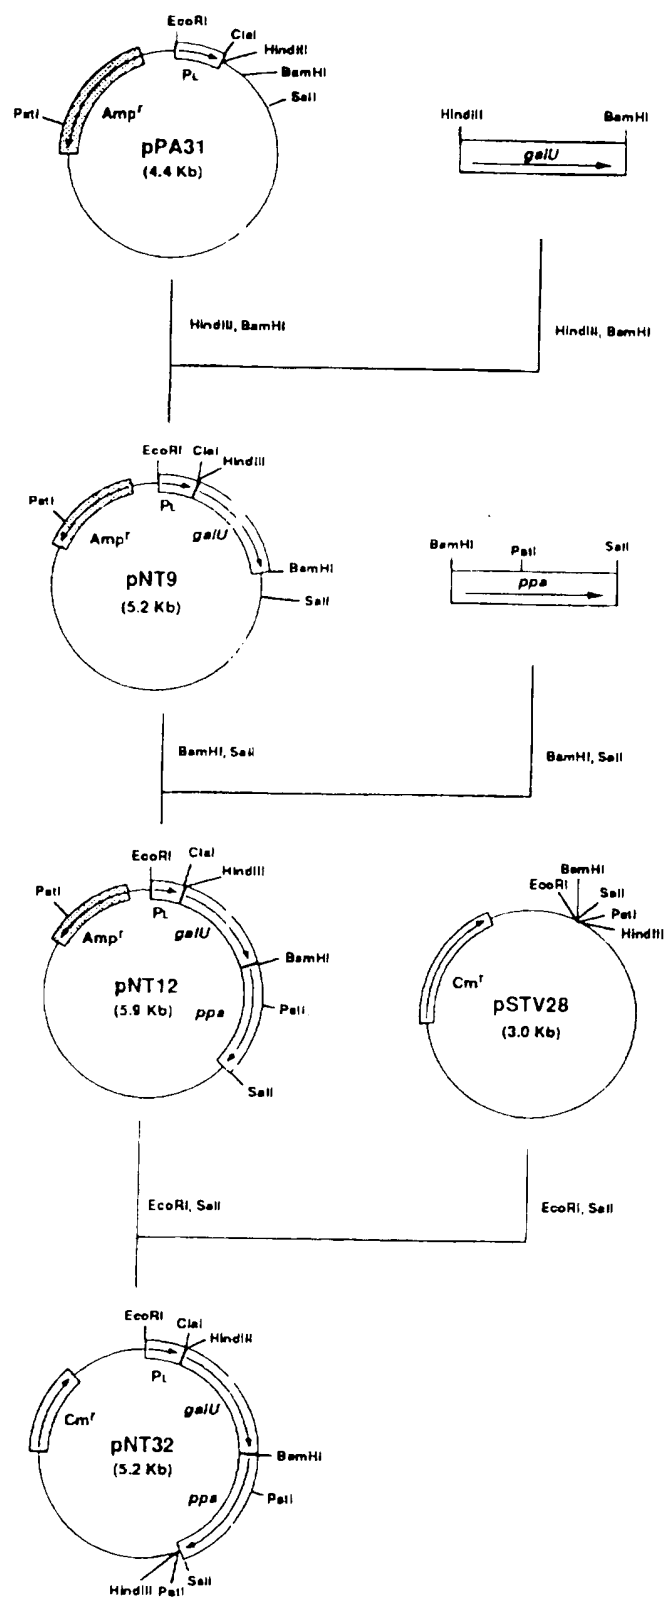 EcoRI
ClaI
HindIII
PL
BamHI
SalI
PstI
Ampr
pPA31
(4.4 Kb)
HindIII
BamHI
galU
HindIII, BamHI
HindIII, BamHI
EcoRI
ClaI
HindIII
PstI
PL
Ampr
galU
BamHI
pNT9
(5.2 Kb)
SalI
BamHI
PstI
SalI
ppa
BamHI, SalI
BamHI, SalI
EcoRI
ClaI
HindIII
PstI
PL
Ampr
galU
BamHI
pNT12
(5.9 Kb)
ppa
PstI
SalI
BamHI
EcoRI
SalI
PstI
HindIII
Cmr
pSTV28
(3.0 Kb)
EcoRI, SalI
EcoRI, SalI
EcoRI
ClaI
HindIII
PL
Cmr
galU
pNT32
(5.2 Kb)
BamHI
ppa
PstI
SalI
HindIII PstI